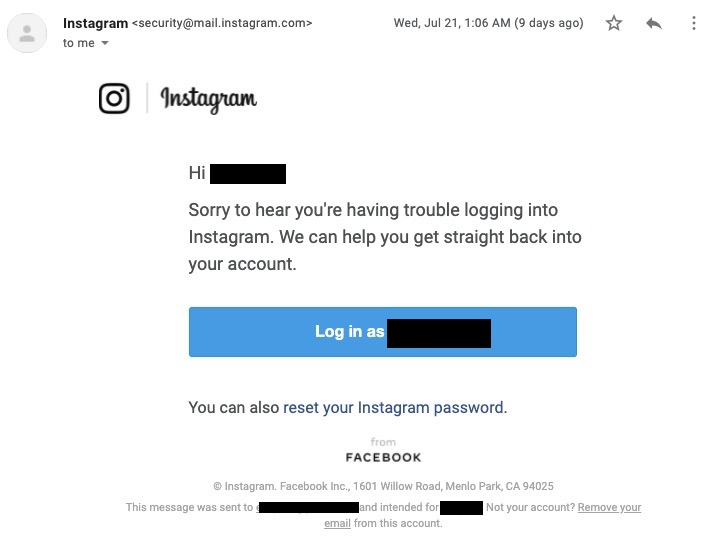 Instagram <security@mail.instagram.com> Wed, Jul 21, 1:06 AM (9 days ago)
to me
Instagram
Hi
Sorry to hear you're having trouble logging into
Instagram. We can help you get straight back into
your account.
Log in as
You can also reset your Instagram password.
from
FACEBOOK
© Instagram. Facebook Inc., 1601 Willow Road, Menlo Park, CA 94025
This message was sent to and intended for Not your account? Remove your
email from this account.